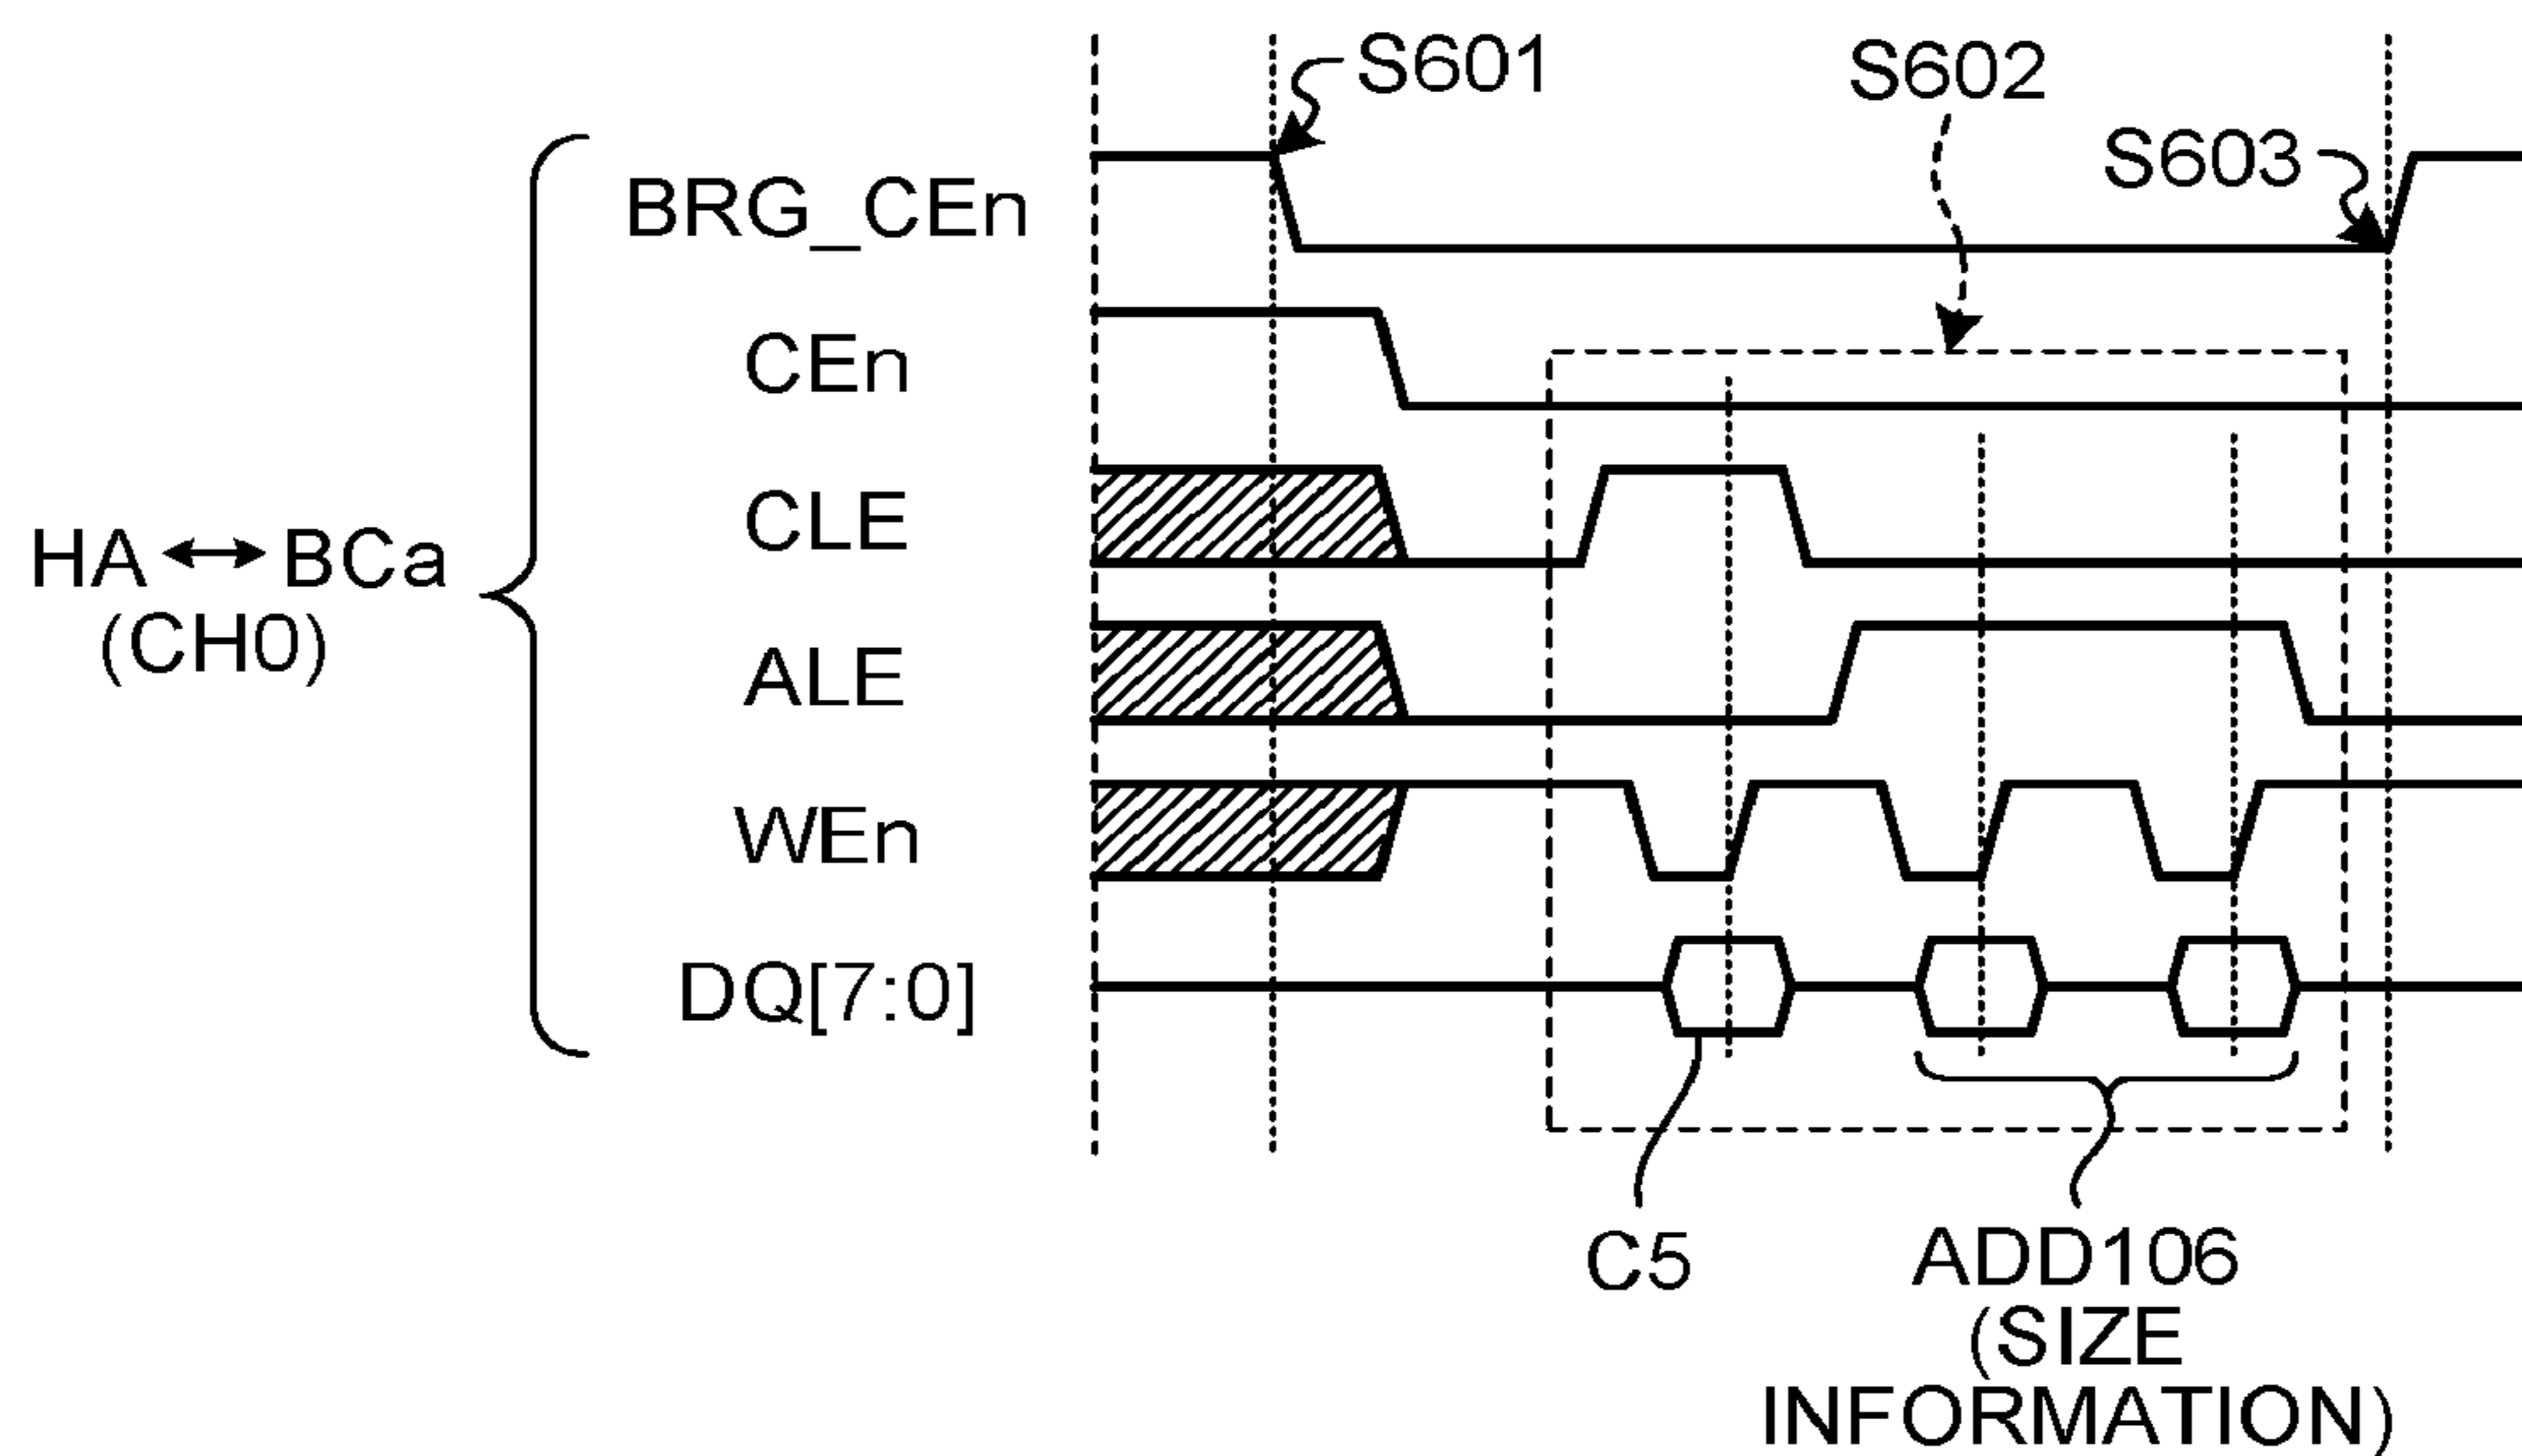 S601
S602
S603
BRG_CEn
CEn
CLE
HA ↔ BCa
(CH0)
ALE
WEn
DQ[7:0]
C5
ADD106
(SIZE
INFORMATION)